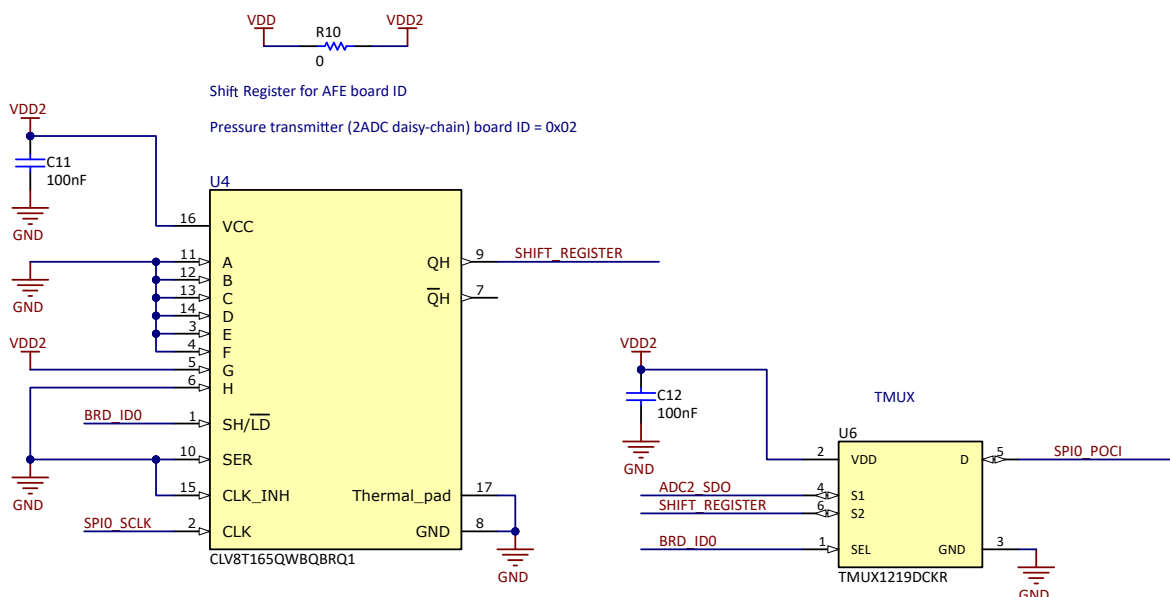 VDD
R10
VDD2
0
Shift Register for AFE board ID
Pressure transmitter (2ADC daisy-chain) board ID = 0x02
VDD2
C11
100nF
GND
U4
16 VCC
11 A
12 B
13 C
14 D
3 E
4 F
5 G
6 H
1 SH/LD
10 SER
15 CLK_INH
2 CLK
QH 9 SHIFT_REGISTER
QH 7
Thermal_pad 17
GND 8
GND
VDD2
BRD_ID0
GND
SPI0_SCLK
GND
CLV8T165QWBQBRQ1
VDD2
C12
100nF
GND
TMUX
U6
2 VDD
D 5 SPI0_POCI
ADC2_SDO 4 S1
SHIFT_REGISTER 6 S2
BRD_ID0 1 SEL
GND 3
GND
TMUX1219DCKR